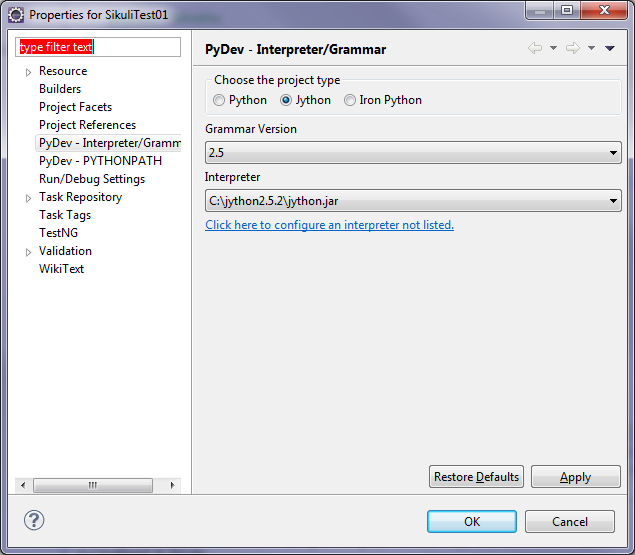 Properties for SikuliTest01
type filter text
Resource
Builders
Project Facets
Project References
PyDev - Interpreter/Gramm
PyDev - PYTHONPATH
Run/Debug Settings
Task Repository
Task Tags
TestNG
Validation
WikiText
PyDev - Interpreter/Grammar
Choose the project type
Python Jython Iron Python
Grammar Version
2.5
Interpreter
C:\jython2.5.2\jython.jar
Click here to configure an interpreter not listed.
Restore Defaults Apply
? OK Cancel